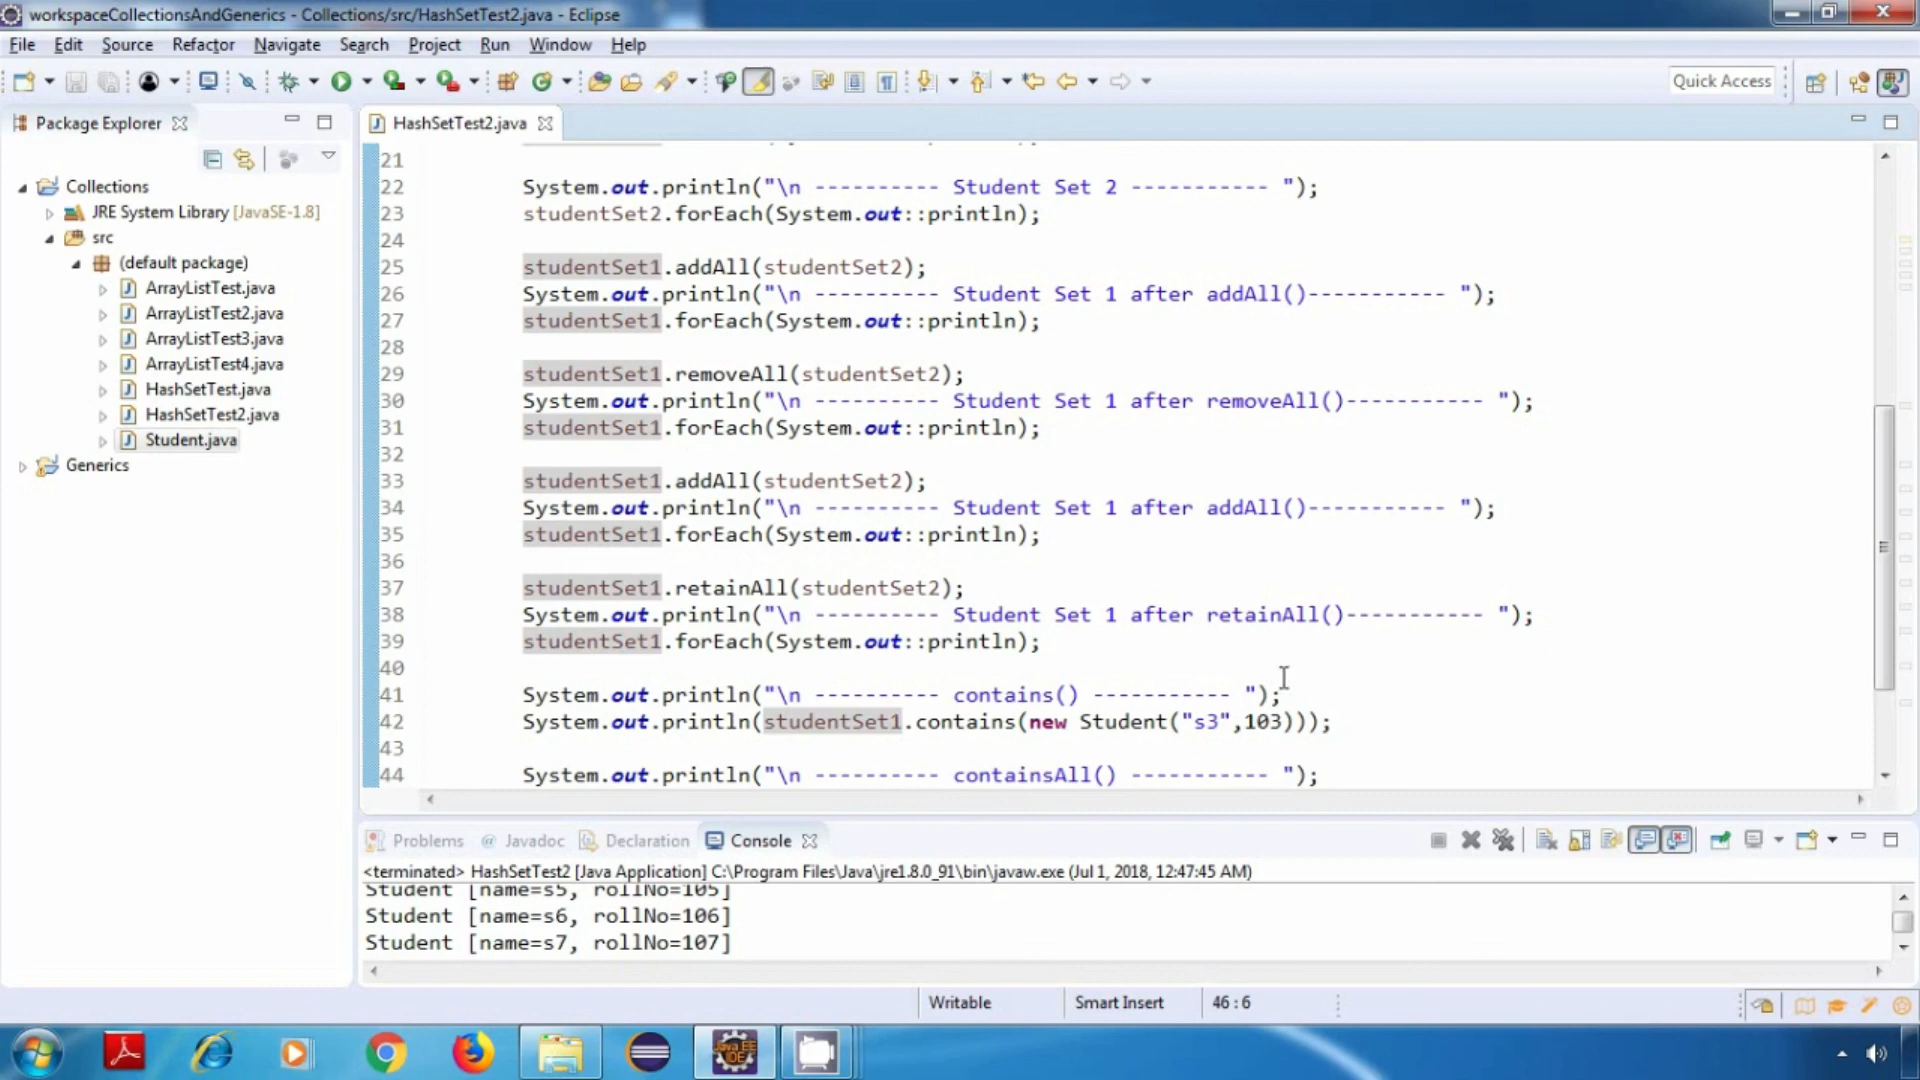 workspaceCollectionsAndGenerics - Collections/src/HashSetTest2.java - Eclipse
File Edit Source Refactor Navigate Search Project Run Window Help
Quick Access
Package Explorer
HashSetTest2.java
Collections
JRE System Library [JavaSE-1.8]
src
(default package)
ArrayListTest.java
ArrayListTest2.java
ArrayListTest3.java
ArrayListTest4.java
HashSetTest.java
HashSetTest2.java
Student.java
Generics
21
22 System.out.println("\n ---------- Student Set 2 ----------- ");
23 studentSet2.forEach(System.out::println);
24
25 studentSet1.addAll(studentSet2);
26 System.out.println("\n ---------- Student Set 1 after addAll()----------- ");
27 studentSet1.forEach(System.out::println);
28
29 studentSet1.removeAll(studentSet2);
30 System.out.println("\n ---------- Student Set 1 after removeAll()----------- ");
31 studentSet1.forEach(System.out::println);
32
33 studentSet1.addAll(studentSet2);
34 System.out.println("\n ---------- Student Set 1 after addAll()----------- ");
35 studentSet1.forEach(System.out::println);
36
37 studentSet1.retainAll(studentSet2);
38 System.out.println("\n ---------- Student Set 1 after retainAll()----------- ");
39 studentSet1.forEach(System.out::println);
40
41 System.out.println("\n ---------- contains() ----------- ");
42 System.out.println(studentSet1.contains(new Student("s3",103)));
43
44 System.out.println("\n ---------- containsAll() ----------- ");
Problems @ Javadoc Declaration Console
<terminated> HashSetTest2 [Java Application] C:\Program Files\Java\jre1.8.0_91\bin\javaw.exe (Jul 1, 2018, 12:47:45 AM)
Student [name=s5, rollNo=105]
Student [name=s6, rollNo=106]
Student [name=s7, rollNo=107]
Writable Smart Insert 46 : 6
Java EE
IDE